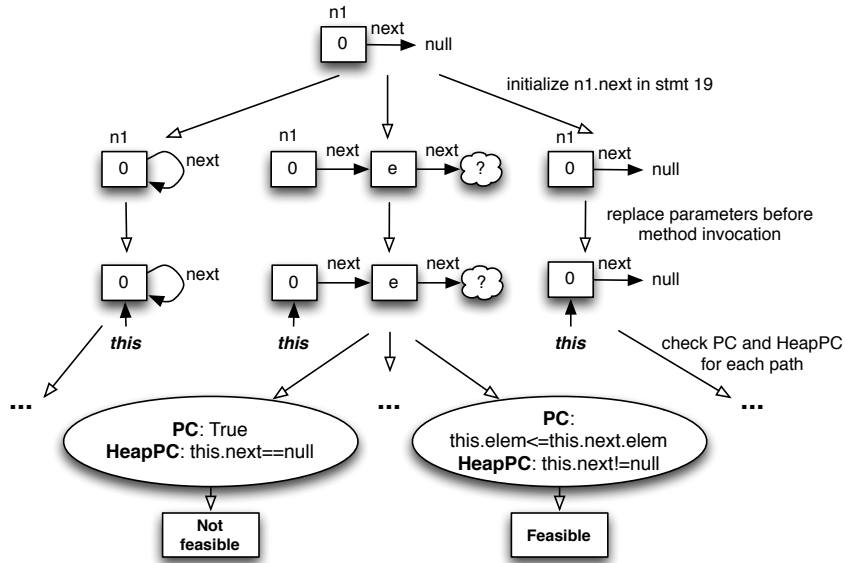 n1
next
0
null
initialize n1.next in stmt 19
n1
n1
n1
0
next
0
next
e
next
?
0
next
null
replace parameters before
method invocation
0
next
0
next
e
next
?
0
next
null
this
this
this
check PC and HeapPC
for each path
...
...
...
PC: True
HeapPC: this.next==null
PC:
this.elem<=this.next.elem
HeapPC: this.next!=null
Not
feasible
Feasible